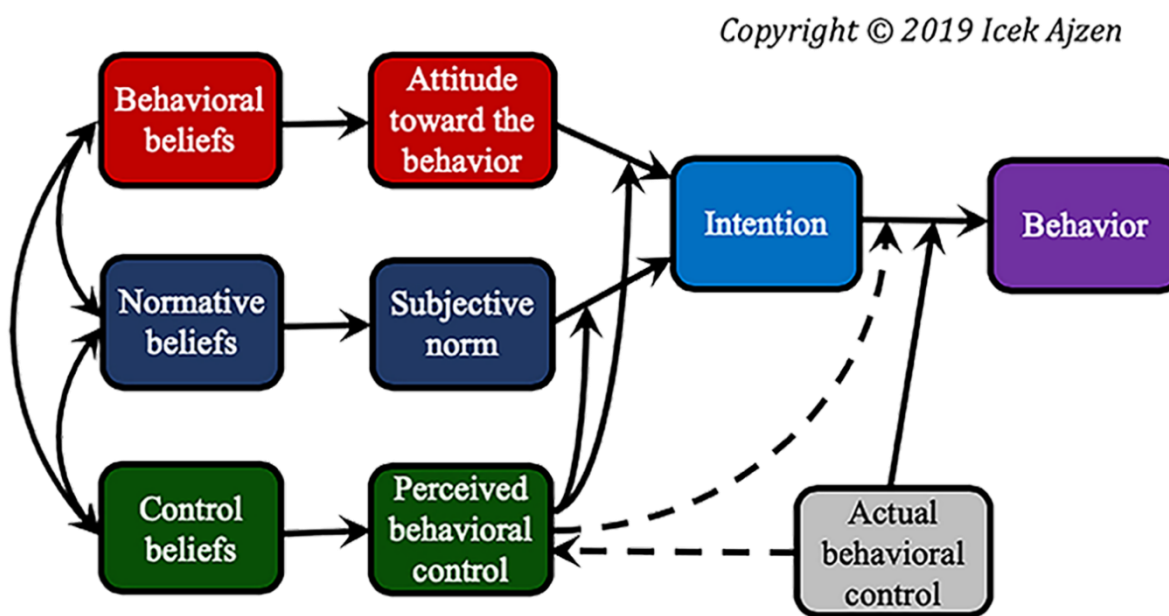 Copyright © 2019 Icek Ajzen
Behavioral
beliefs
Attitude
toward the
behavior
Intention
Behavior
Normative
beliefs
Subjective
norm
Control
beliefs
Perceived
behavioral
control
Actual
behavioral
control